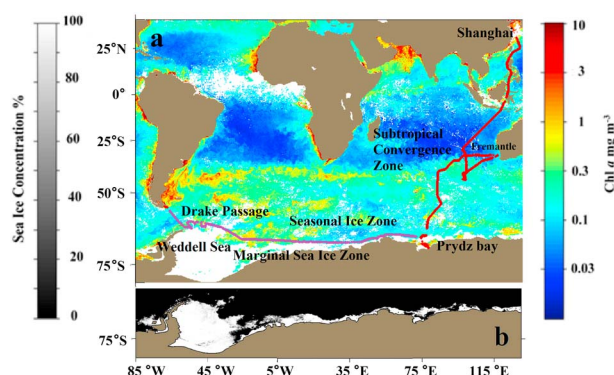 100
80
60
40
20
0
Sea Ice Concentration %
25°N
0°
25°S
50°S
75°S
a
Shanghai
Subtropical
Convergence
Zone
Fremantle
Drake Passage
Seasonal Ice Zone
Weddell Sea
Marginal Sea Ice Zone
Prydz bay
10
3
1
0.3
0.1
0.03
Chl a mg m-3
75°S
b
85 °W
45°W
5°W
35°E
75°E
115°E